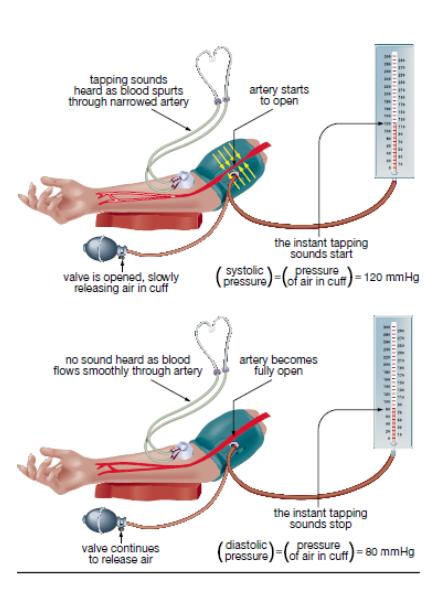 tapping sounds
heard as blood spurts
through narrowed artery
artery starts
to open
the instant tapping
sounds start
valve is opened, slowly
releasing air in cuff
(systolic pressure)=(pressure of air in cuff)=120 mmHg
no sound heard as blood
flows smoothly through artery
artery becomes
fully open
the instant tapping
sounds stop
valve continues
to release air
(diastolic pressure)=(pressure of air in cuff)=80 mmHg